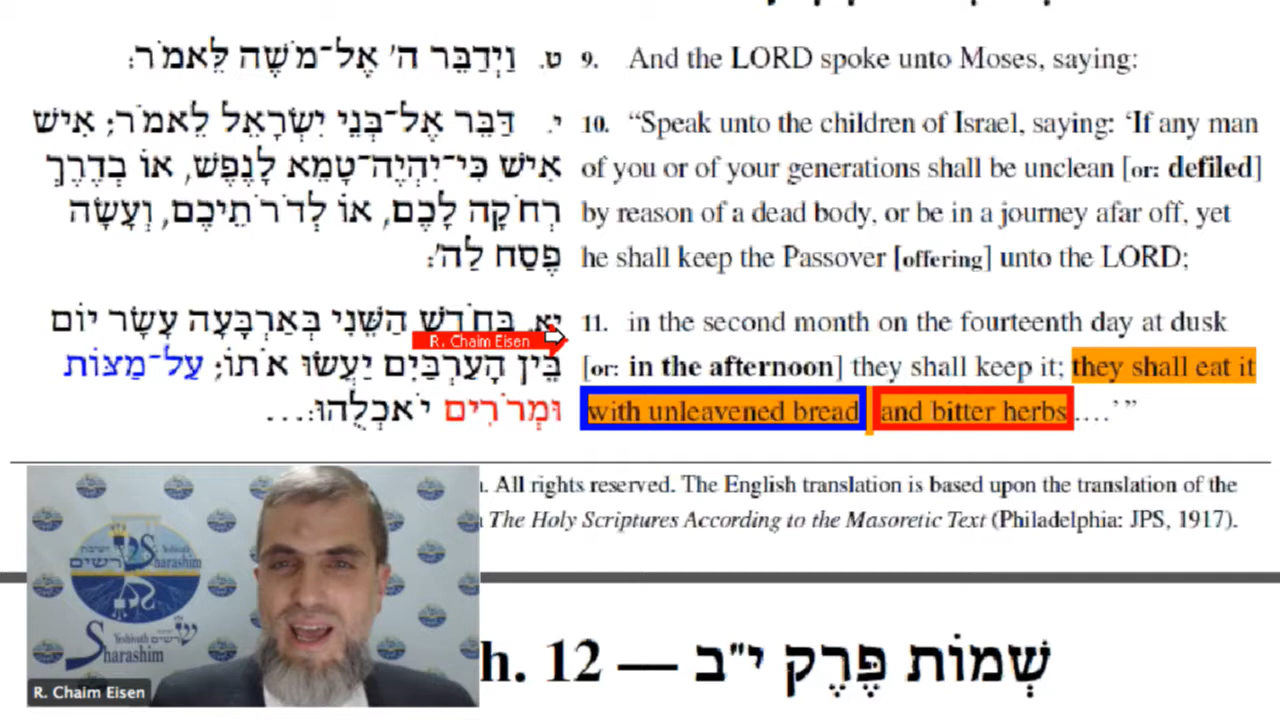 ט. וַיְדַבֵּר ה' אֶל־מֹשֶׁה לֵּאמֹר:
9. And the LORD spoke unto Moses, saying:
י. דַּבֵּר אֶל־בְּנֵי יִשְׂרָאֵל לֵאמֹר; אִישׁ
אִישׁ כִּי־יִהְיֶה־טָמֵא לָנֶפֶשׁ, אוֹ בְדֶרֶךְ
רְחֹקָה לָכֶם, אוֹ לְדֹרֹתֵיכֶם, וְעָשָׂה
פֶסַח לַה':
10. “Speak unto the children of Israel, saying: ‘If any man
of you or of your generations shall be unclean [or: defiled]
by reason of a dead body, or be in a journey afar off, yet
he shall keep the Passover [offering] unto the LORD;
יא. בַּחֹדֶשׁ הַשֵּׁנִי בְּאַרְבָּעָה עָשָׂר יוֹם
בֵּין הָעַרְבַּיִם יַעֲשׂוּ אֹתוֹ; עַל־מַצּוֹת
וּמְרֹרִים יֹאכְלֻהוּ....
R. Chaim Eisen
11. in the second month on the fourteenth day at dusk
[or: in the afternoon] they shall keep it; they shall eat it
with unleavened bread and bitter herbs....’ ”
. All rights reserved. The English translation is based upon the translation of the
The Holy Scriptures According to the Masoretic Text (Philadelphia: JPS, 1917).
ישיבת
שרשים
Yeshivath
Sharashim
Yeshivath
שרשים
Sharashim
R. Chaim Eisen
h. 12 — שְׁמוֹת פֶּרֶק י"ב